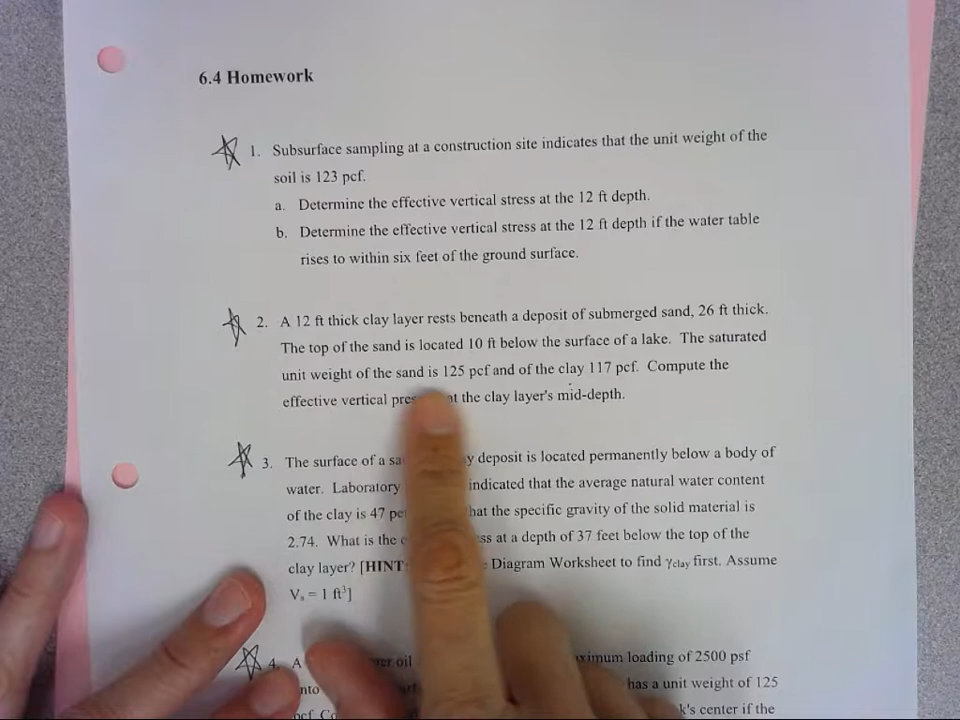 6.4 Homework
1. Subsurface sampling at a construction site indicates that the unit weight of the
soil is 123 pcf.
a. Determine the effective vertical stress at the 12 ft depth.
b. Determine the effective vertical stress at the 12 ft depth if the water table
rises to within six feet of the ground surface.
2. A 12 ft thick clay layer rests beneath a deposit of submerged sand, 26 ft thick.
The top of the sand is located 10 ft below the surface of a lake. The saturated
unit weight of the sand is 125 pcf and of the clay 117 pcf. Compute the
effective vertical at the clay layer's mid-depth.
3. The surface of a deposit is located permanently below a body of
water. Laboratory indicated that the average natural water content
of the clay is 47 that the specific gravity of the solid material is
2.74. What is the at a depth of 37 feet below the top of the
clay layer? [HINT Diagram Worksheet to find γclay first. Assume
Vs = 1 ft³]
4. A oil loading of 2500 psf
has a unit weight of 125
pcf. center if the